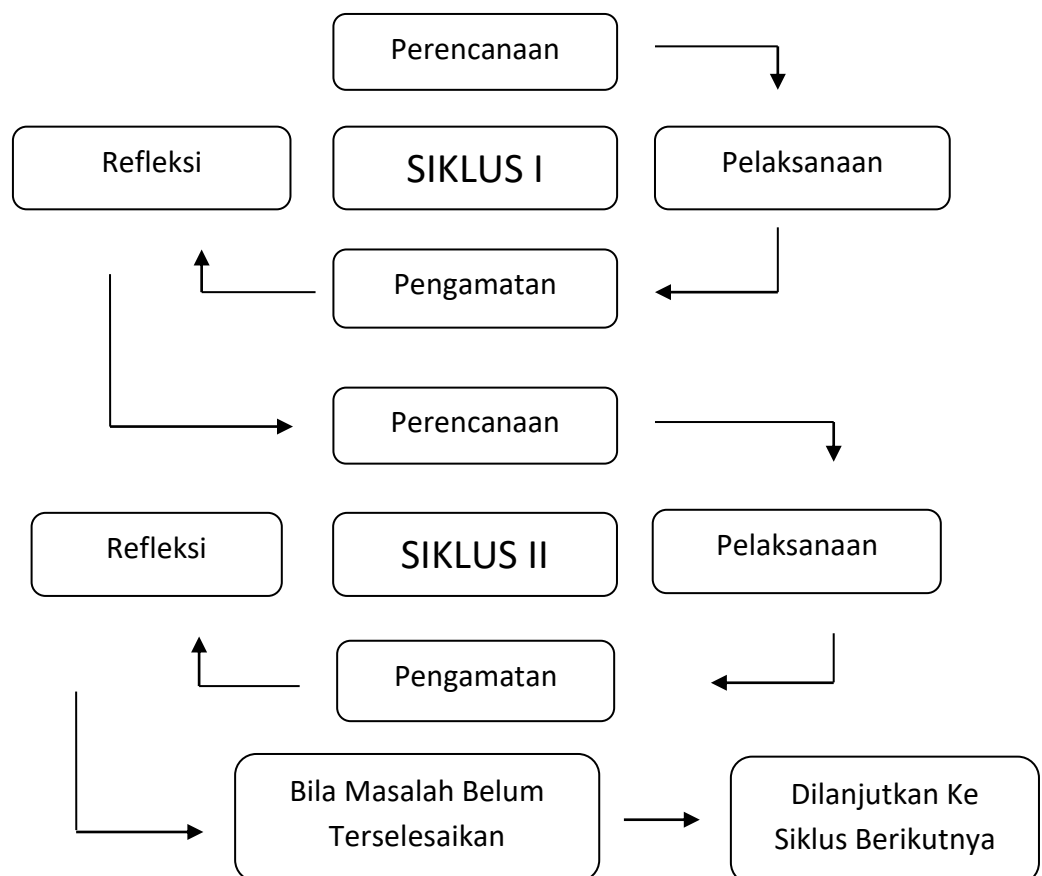 Perencanaan
Refleksi
SIKLUS I
Pelaksanaan
Pengamatan
Perencanaan
Refleksi
SIKLUS II
Pelaksanaan
Pengamatan
Bila Masalah Belum
Terselesaikan
Dilanjutkan Ke
Siklus Berikutnya